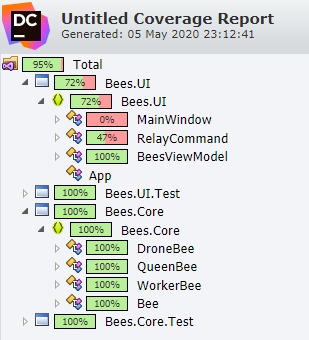 DC
Untitled Coverage Report
Generated: 05 May 2020 23:12:41
95% Total
72% Bees.UI
72% Bees.UI
0% MainWindow
47% RelayCommand
100% BeesViewModel
App
100% Bees.UI.Test
100% Bees.Core
100% Bees.Core
100% DroneBee
100% QueenBee
100% WorkerBee
100% Bee
100% Bees.Core.Test